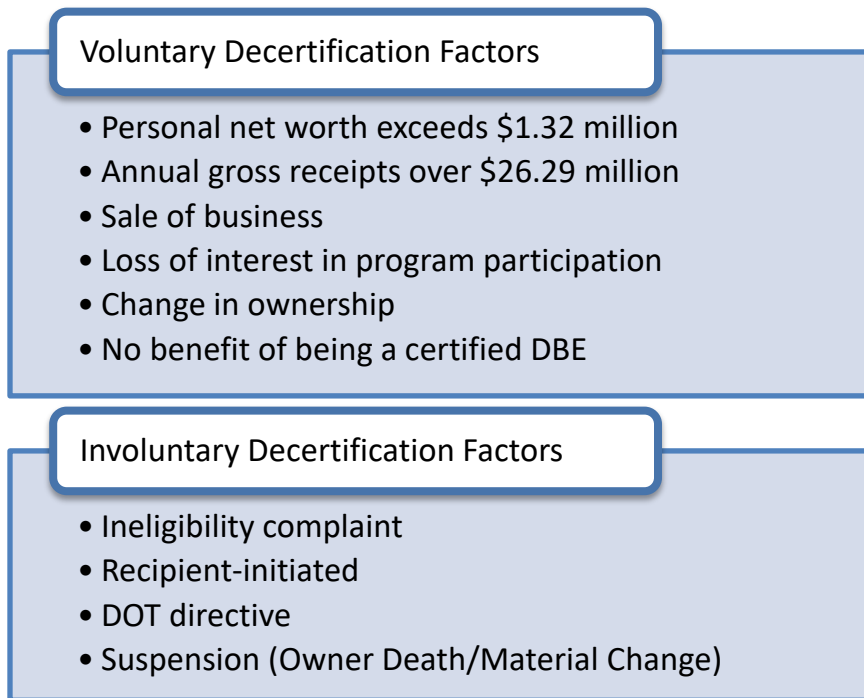 Voluntary Decertification Factors
• Personal net worth exceeds $1.32 million
• Annual gross receipts over $26.29 million
• Sale of business
• Loss of interest in program participation
• Change in ownership
• No benefit of being a certified DBE
Involuntary Decertification Factors
• Ineligibility complaint
• Recipient-initiated
• DOT directive
• Suspension (Owner Death/Material Change)